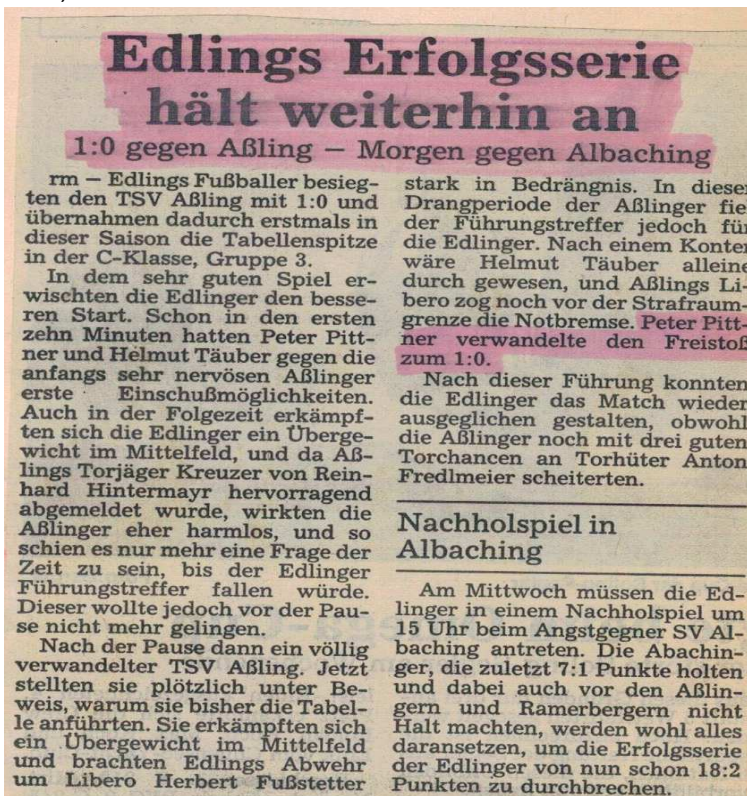 Edlings Erfolgsserie
hält weiterhin an
1:0 gegen Aßling — Morgen gegen Albaching
rm — Edlings Fußballer besieg-
ten den TSV Aßling mit 1:0 und
übernahmen dadurch erstmals in
dieser Saison die Tabellenspitze
in der C-Klasse, Gruppe 3.
In dem sehr guten Spiel er-
wischten die Edlinger den besse-
ren Start. Schon in den ersten
zehn Minuten hatten Peter Pitt-
ner und Helmut Täuber gegen die
anfangs sehr nervösen Aßlinger
erste Einschußmöglichkeiten.
Auch in der Folgezeit erkämpf-
ten sich die Edlinger ein Überge-
wicht im Mittelfeld, und da Aß-
lings Torjäger Kreuzer von Rein-
hard Hintermayr hervorragend
abgemeldet wurde, wirkten die
Aßlinger eher harmlos, und so
schien es nur mehr eine Frage der
Zeit zu sein, bis der Edlinger
Führungstreffer fallen würde.
Dieser wollte jedoch vor der Pau-
se nicht mehr gelingen.
Nach der Pause dann ein völlig
verwandelter TSV Aßling. Jetzt
stellten sie plötzlich unter Be-
weis, warum sie bisher die Tabel-
le anführten. Sie erkämpften sich
ein Übergewicht im Mittelfeld
und brachten Edlings Abwehr
um Libero Herbert Fußstetter
stark in Bedrängnis. In dieser
Drangperiode der Aßlinger fie
der Führungstreffer jedoch für
die Edlinger. Nach einem Konter
wäre Helmut Täuber alleine
durch gewesen, und Aßlings Li-
bero zog noch vor der Strafraum-
grenze die Notbremse. Peter Pitt-
ner verwandelte den Freistoß
zum 1:0.
Nach dieser Führung konnten
die Edlinger das Match wieder
ausgeglichen gestalten, obwohl
die Aßlinger noch mit drei guten
Torchancen an Torhüter Anton
Fredlmeier scheiterten.
Nachholspiel in
Albaching
Am Mittwoch müssen die Ed-
linger in einem Nachholspiel um
15 Uhr beim Angstgegner SV Al-
baching antreten. Die Abachin-
ger, die zuletzt 7:1 Punkte holten
und dabei auch vor den Aßlin-
gern und Ramerbergern nicht
Halt machten, werden wohl alles
daransetzen, um die Erfolgsserie
der Edlinger von nun schon 18:2
Punkten zu durchbrechen.